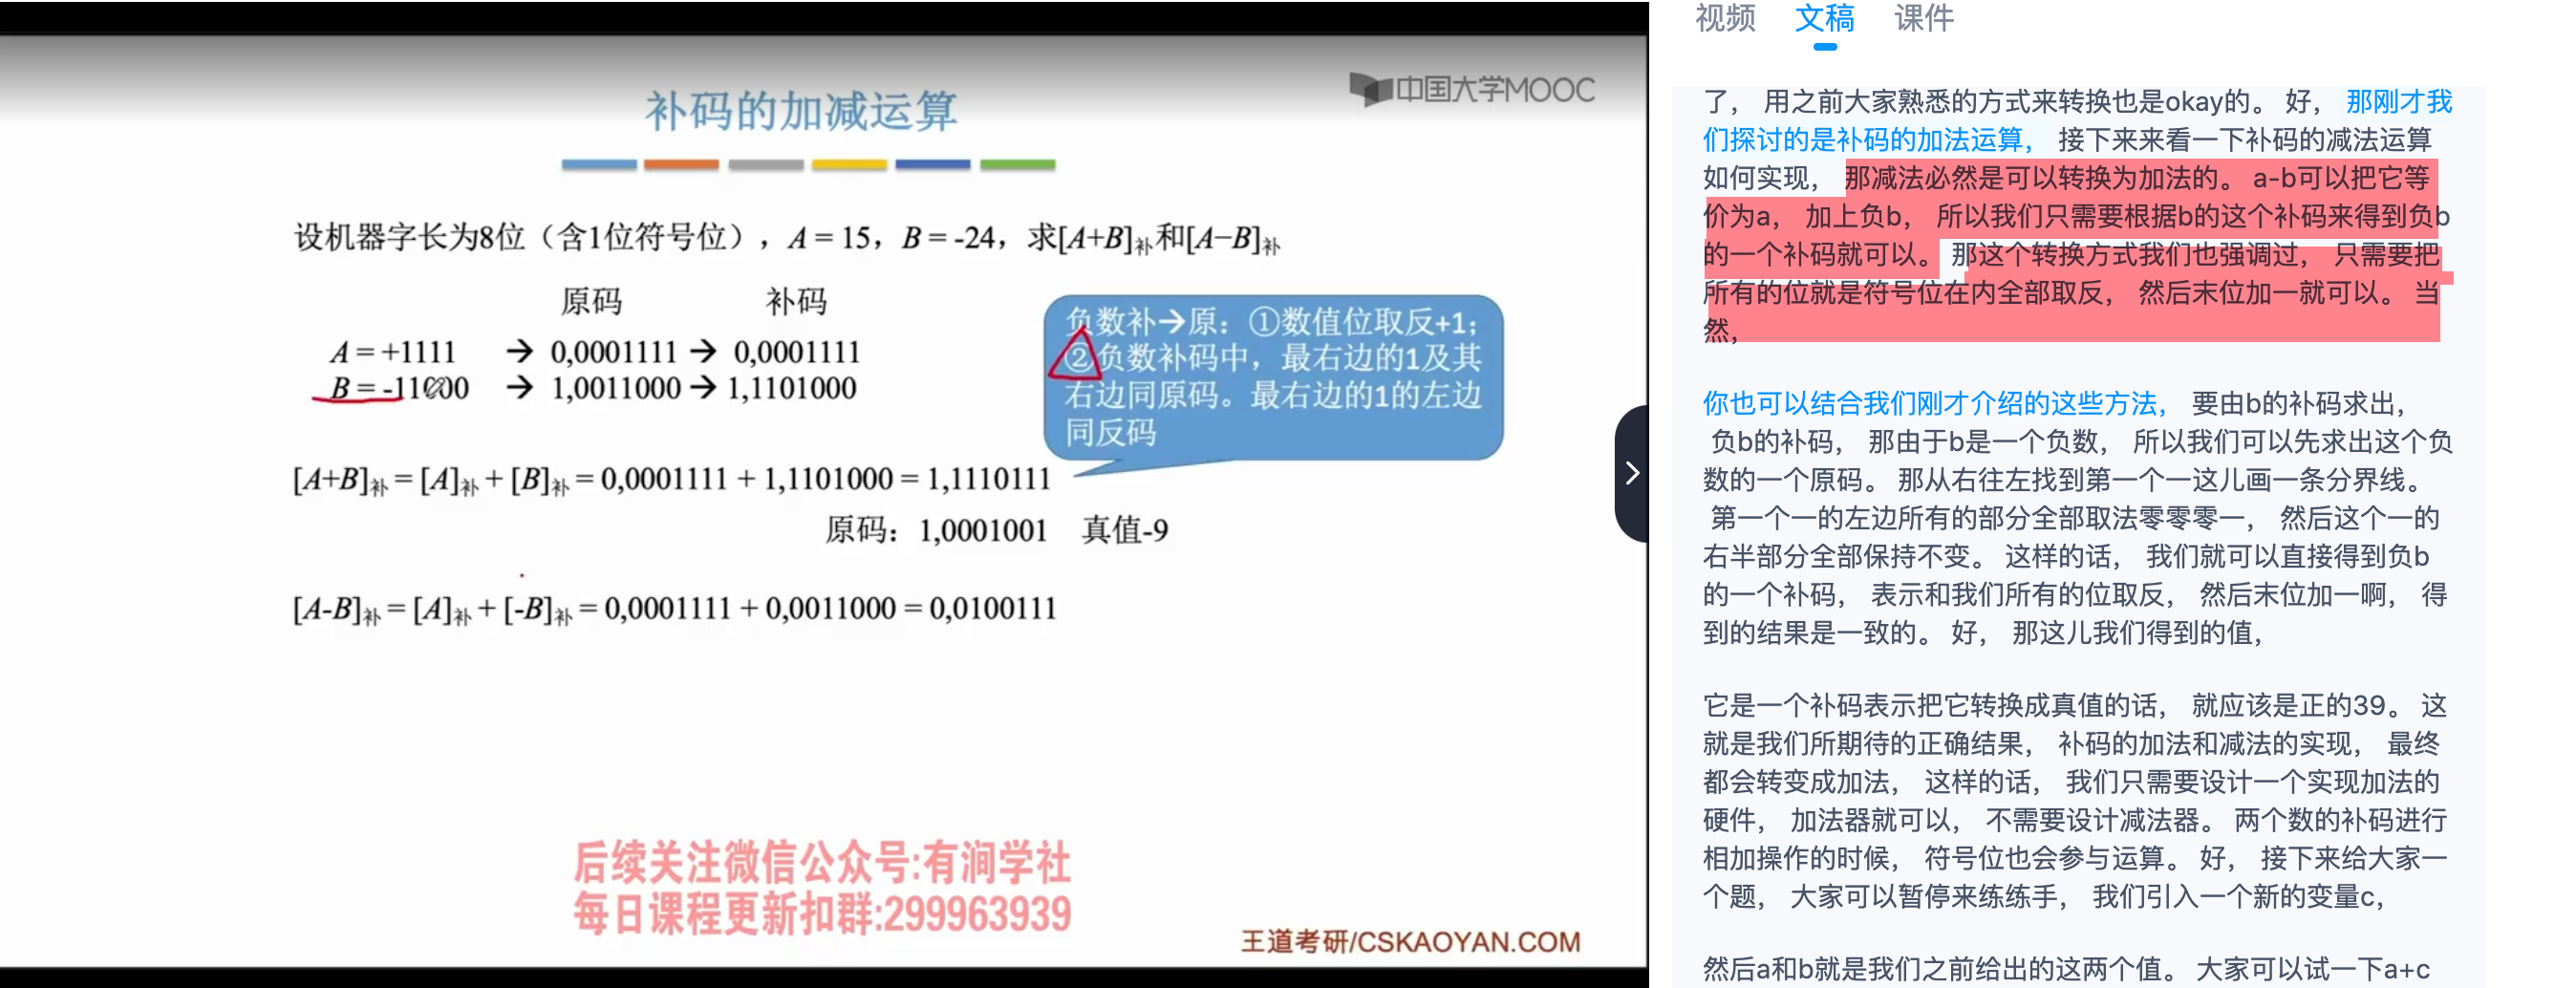 中国大学MOOC
补码的加减运算
设机器字长为8位（含1位符号位），A = 15，B = -24，求[A+B]补和[A−B]补
原码 补码
A = +1111 → 0,0001111 → 0,0001111
B = -11000 → 1,0011000 → 1,1101000
负数补→原：①数值位取反+1；
②负数补码中，最右边的1及其
右边同原码。最右边的1的左边
同反码
[A+B]补 = [A]补 + [B]补 = 0,0001111 + 1,1101000 = 1,1110111
原码：1,0001001 真值-9
[A-B]补 = [A]补 + [-B]补 = 0,0001111 + 0,0011000 = 0,0100111
后续关注微信公众号:有涧学社
每日课程更新扣群:299963939
王道考研/CSKAOYAN.COM
视频 文稿 课件
了， 用之前大家熟悉的方式来转换也是okay的。 好， 那刚才我
们探讨的是补码的加法运算， 接下来来看一下补码的减法运算
如何实现， 那减法必然是可以转换为加法的。 a-b可以把它等
价为a， 加上负b， 所以我们只需要根据b的这个补码来得到负b
的一个补码就可以。 那这个转换方式我们也强调过， 只需要把
所有的位就是符号位在内全部取反， 然后末位加一就可以。 当
然，
你也可以结合我们刚才介绍的这些方法， 要由b的补码求出，
负b的补码， 那由于b是一个负数， 所以我们可以先求出这个负
数的一个原码。 那从右往左找到第一个一这儿画一条分界线。
第一个一的左边所有的部分全部取法零零零一， 然后这个一的
右半部分全部保持不变。 这样的话， 我们就可以直接得到负b
的一个补码， 表示和我们所有的位取反， 然后末位加一啊， 得
到的结果是一致的。 好， 那这儿我们得到的值，
它是一个补码表示把它转换成真值的话， 就应该是正的39。 这
就是我们所期待的正确结果， 补码的加法和减法的实现， 最终
都会转变成加法， 这样的话， 我们只需要设计一个实现加法的
硬件， 加法器就可以， 不需要设计减法器。 两个数的补码进行
相加操作的时候， 符号位也会参与运算。 好， 接下来给大家一
个题， 大家可以暂停来练练手， 我们引入一个新的变量c，
然后a和b就是我们之前给出的这两个值。 大家可以试一下a+c